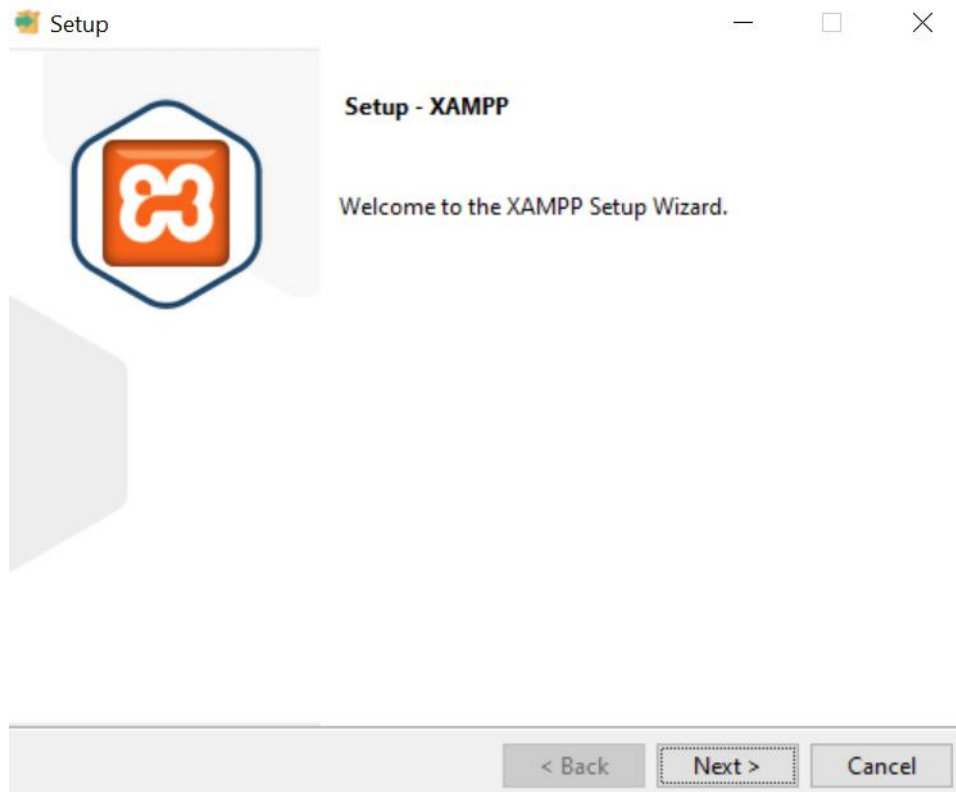 Setup
Setup - XAMPP
Welcome to the XAMPP Setup Wizard.
< Back Next > Cancel